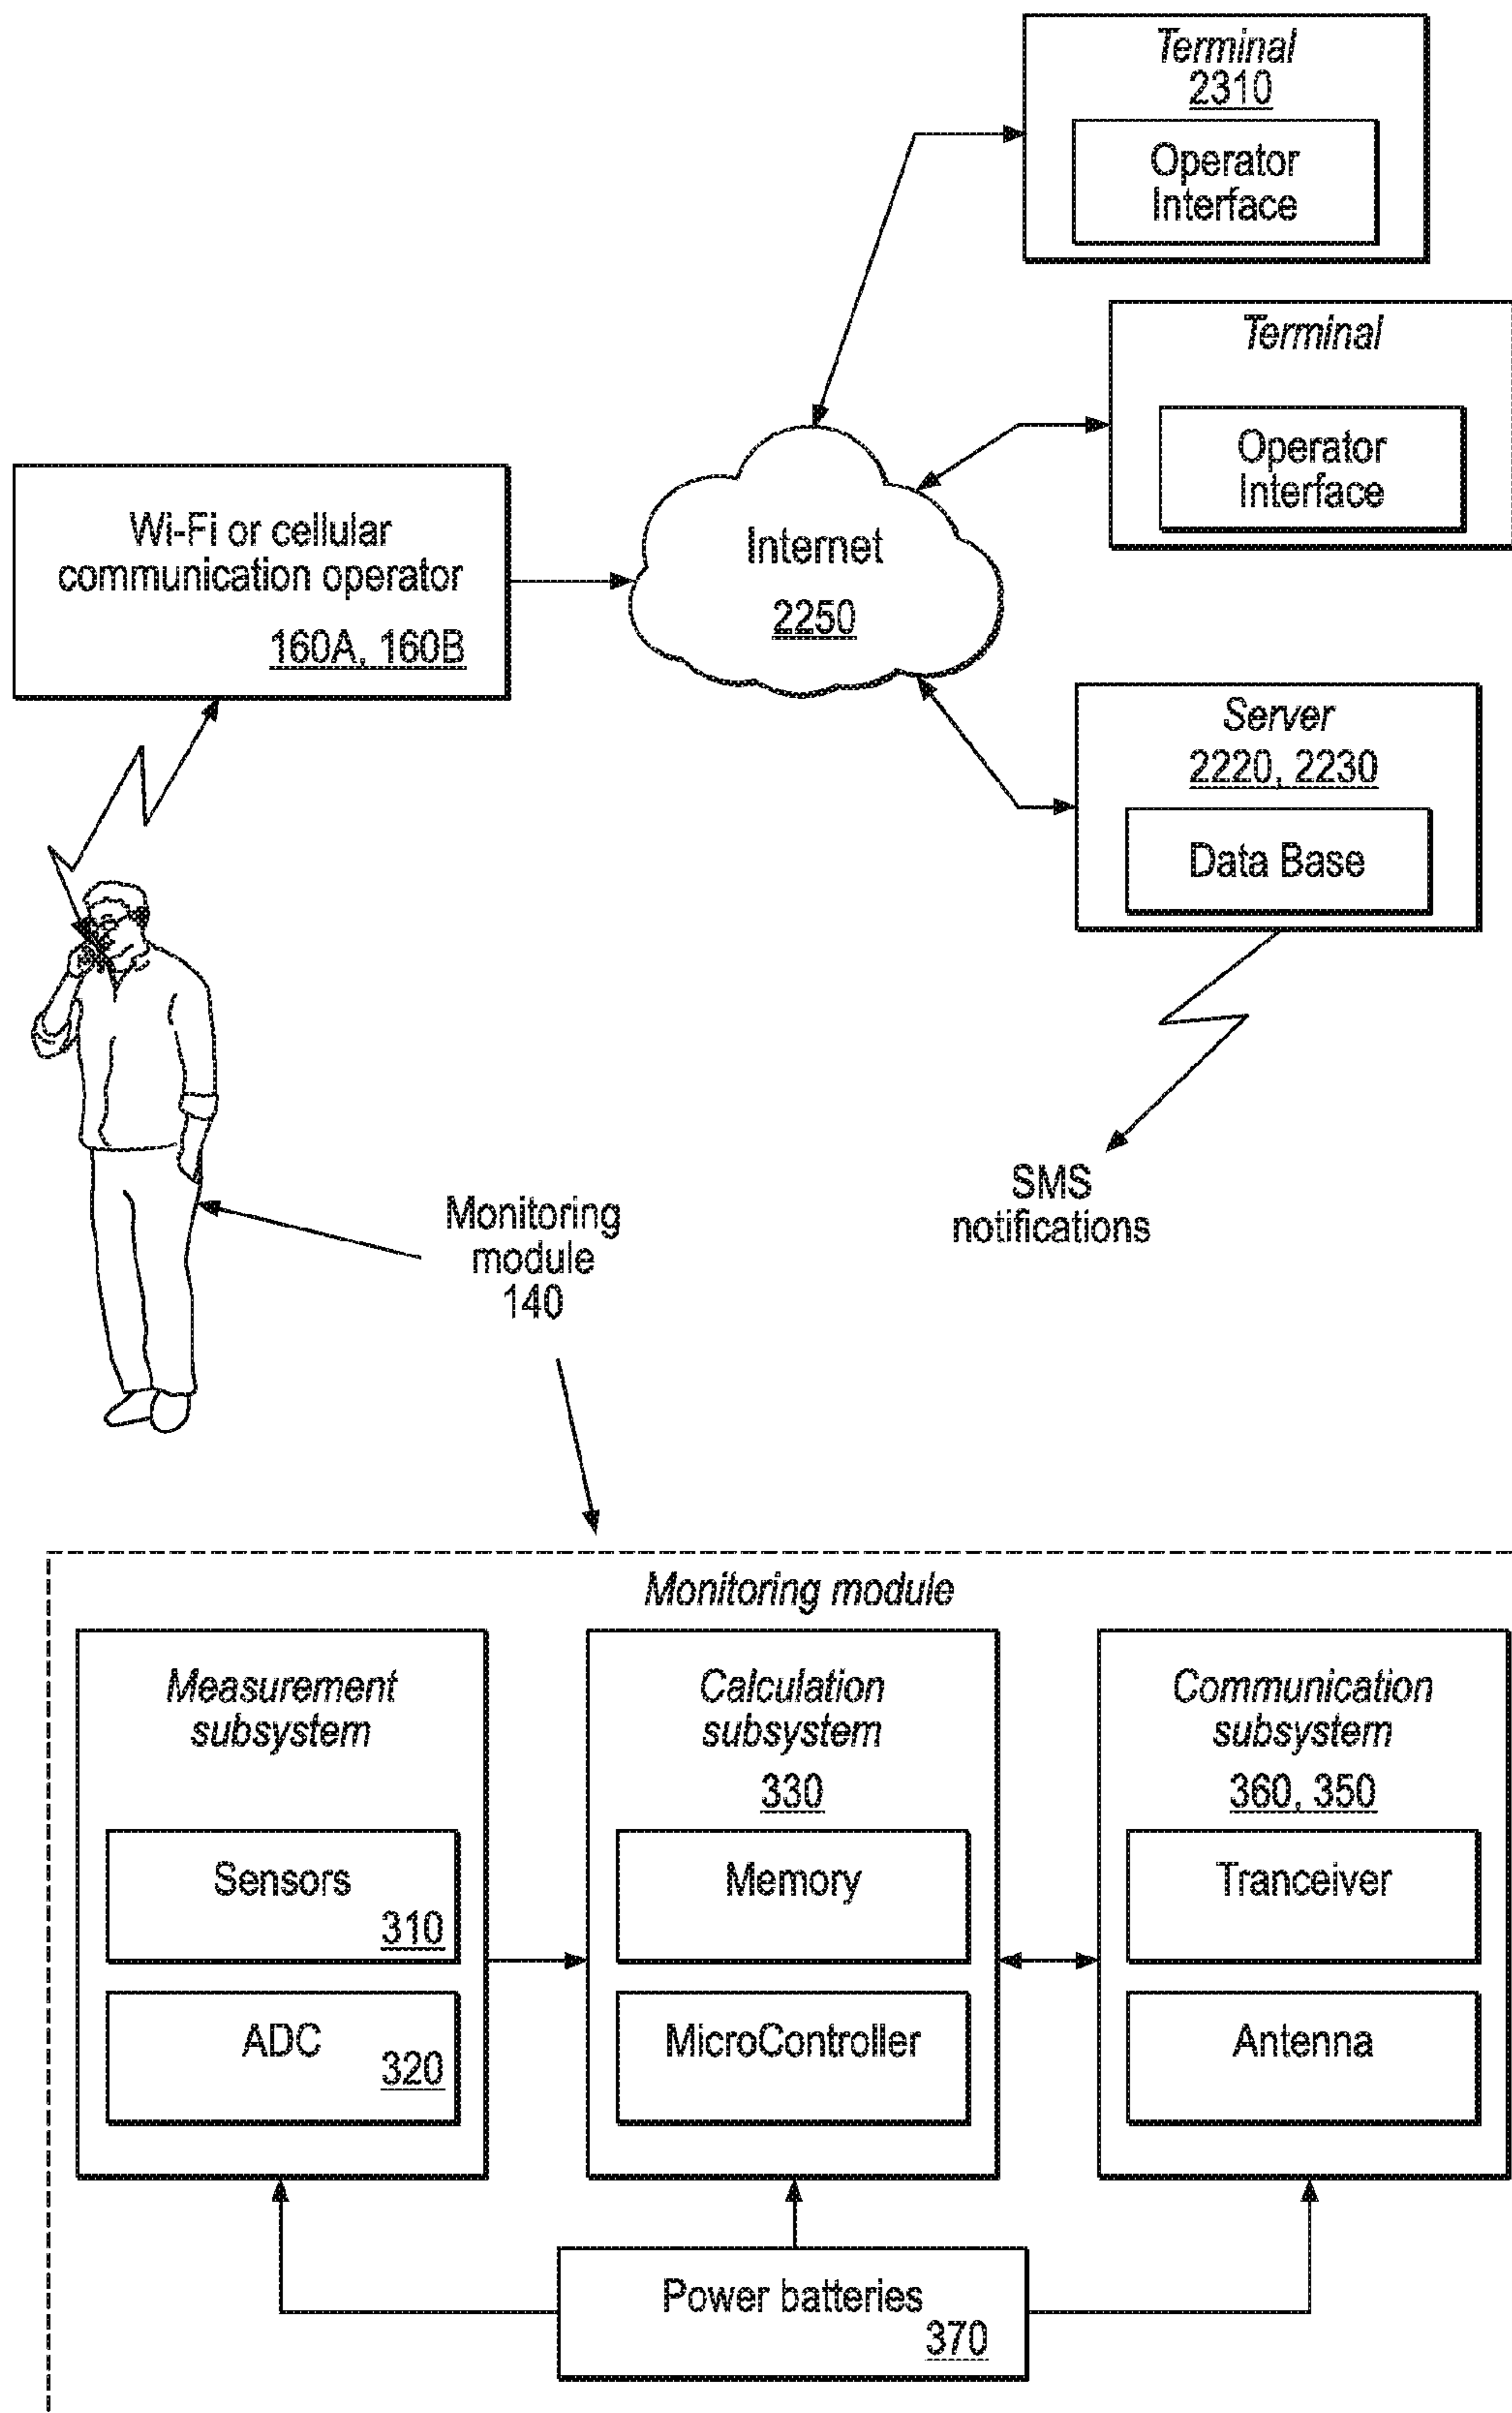 Terminal
2310
Operator
Interface
Terminal
Operator
Interface
Wi-Fi or cellular
communication operator
160A, 160B
Internet
2250
Server
2220, 2230
Data Base
SMS
notifications
Monitoring
module
140
Monitoring module
Measurement
subsystem
Sensors
310
ADC
320
Calculation
subsystem
330
Memory
MicroController
Communication
subsystem
360, 350
Tranceiver
Antenna
Power batteries
370